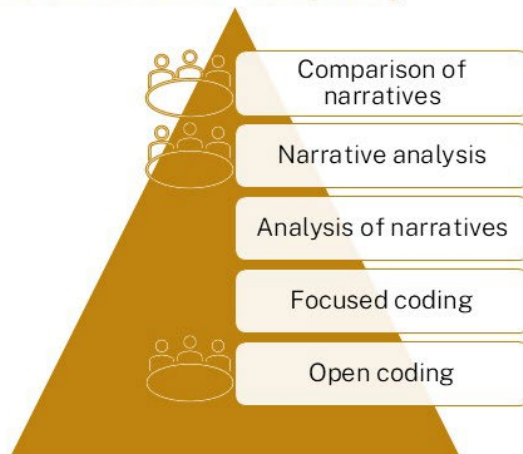 Comparison of
narratives
Narrative analysis
Analysis of narratives
Focused coding
Open coding